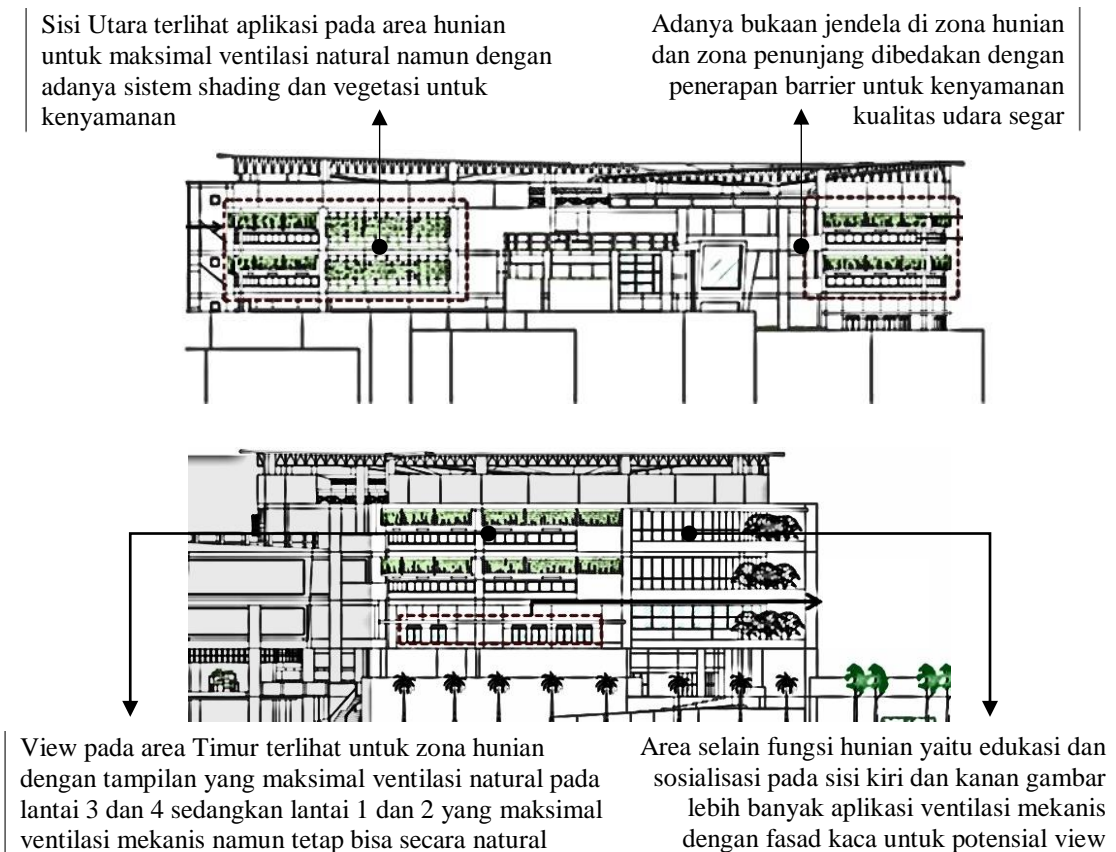 Sisi Utara terlihat aplikasi pada area hunian
untuk maksimal ventilasi natural namun dengan
adanya sistem shading dan vegetasi untuk
kenyamanan
Adanya bukaan jendela di zona hunian
dan zona penunjang dibedakan dengan
penerapan barrier untuk kenyamanan
kualitas udara segar
View pada area Timur terlihat untuk zona hunian
dengan tampilan yang maksimal ventilasi natural pada
lantai 3 dan 4 sedangkan lantai 1 dan 2 yang maksimal
ventilasi mekanis namun tetap bisa secara natural
Area selain fungsi hunian yaitu edukasi dan
sosialisasi pada sisi kiri dan kanan gambar
lebih banyak aplikasi ventilasi mekanis
dengan fasad kaca untuk potensial view